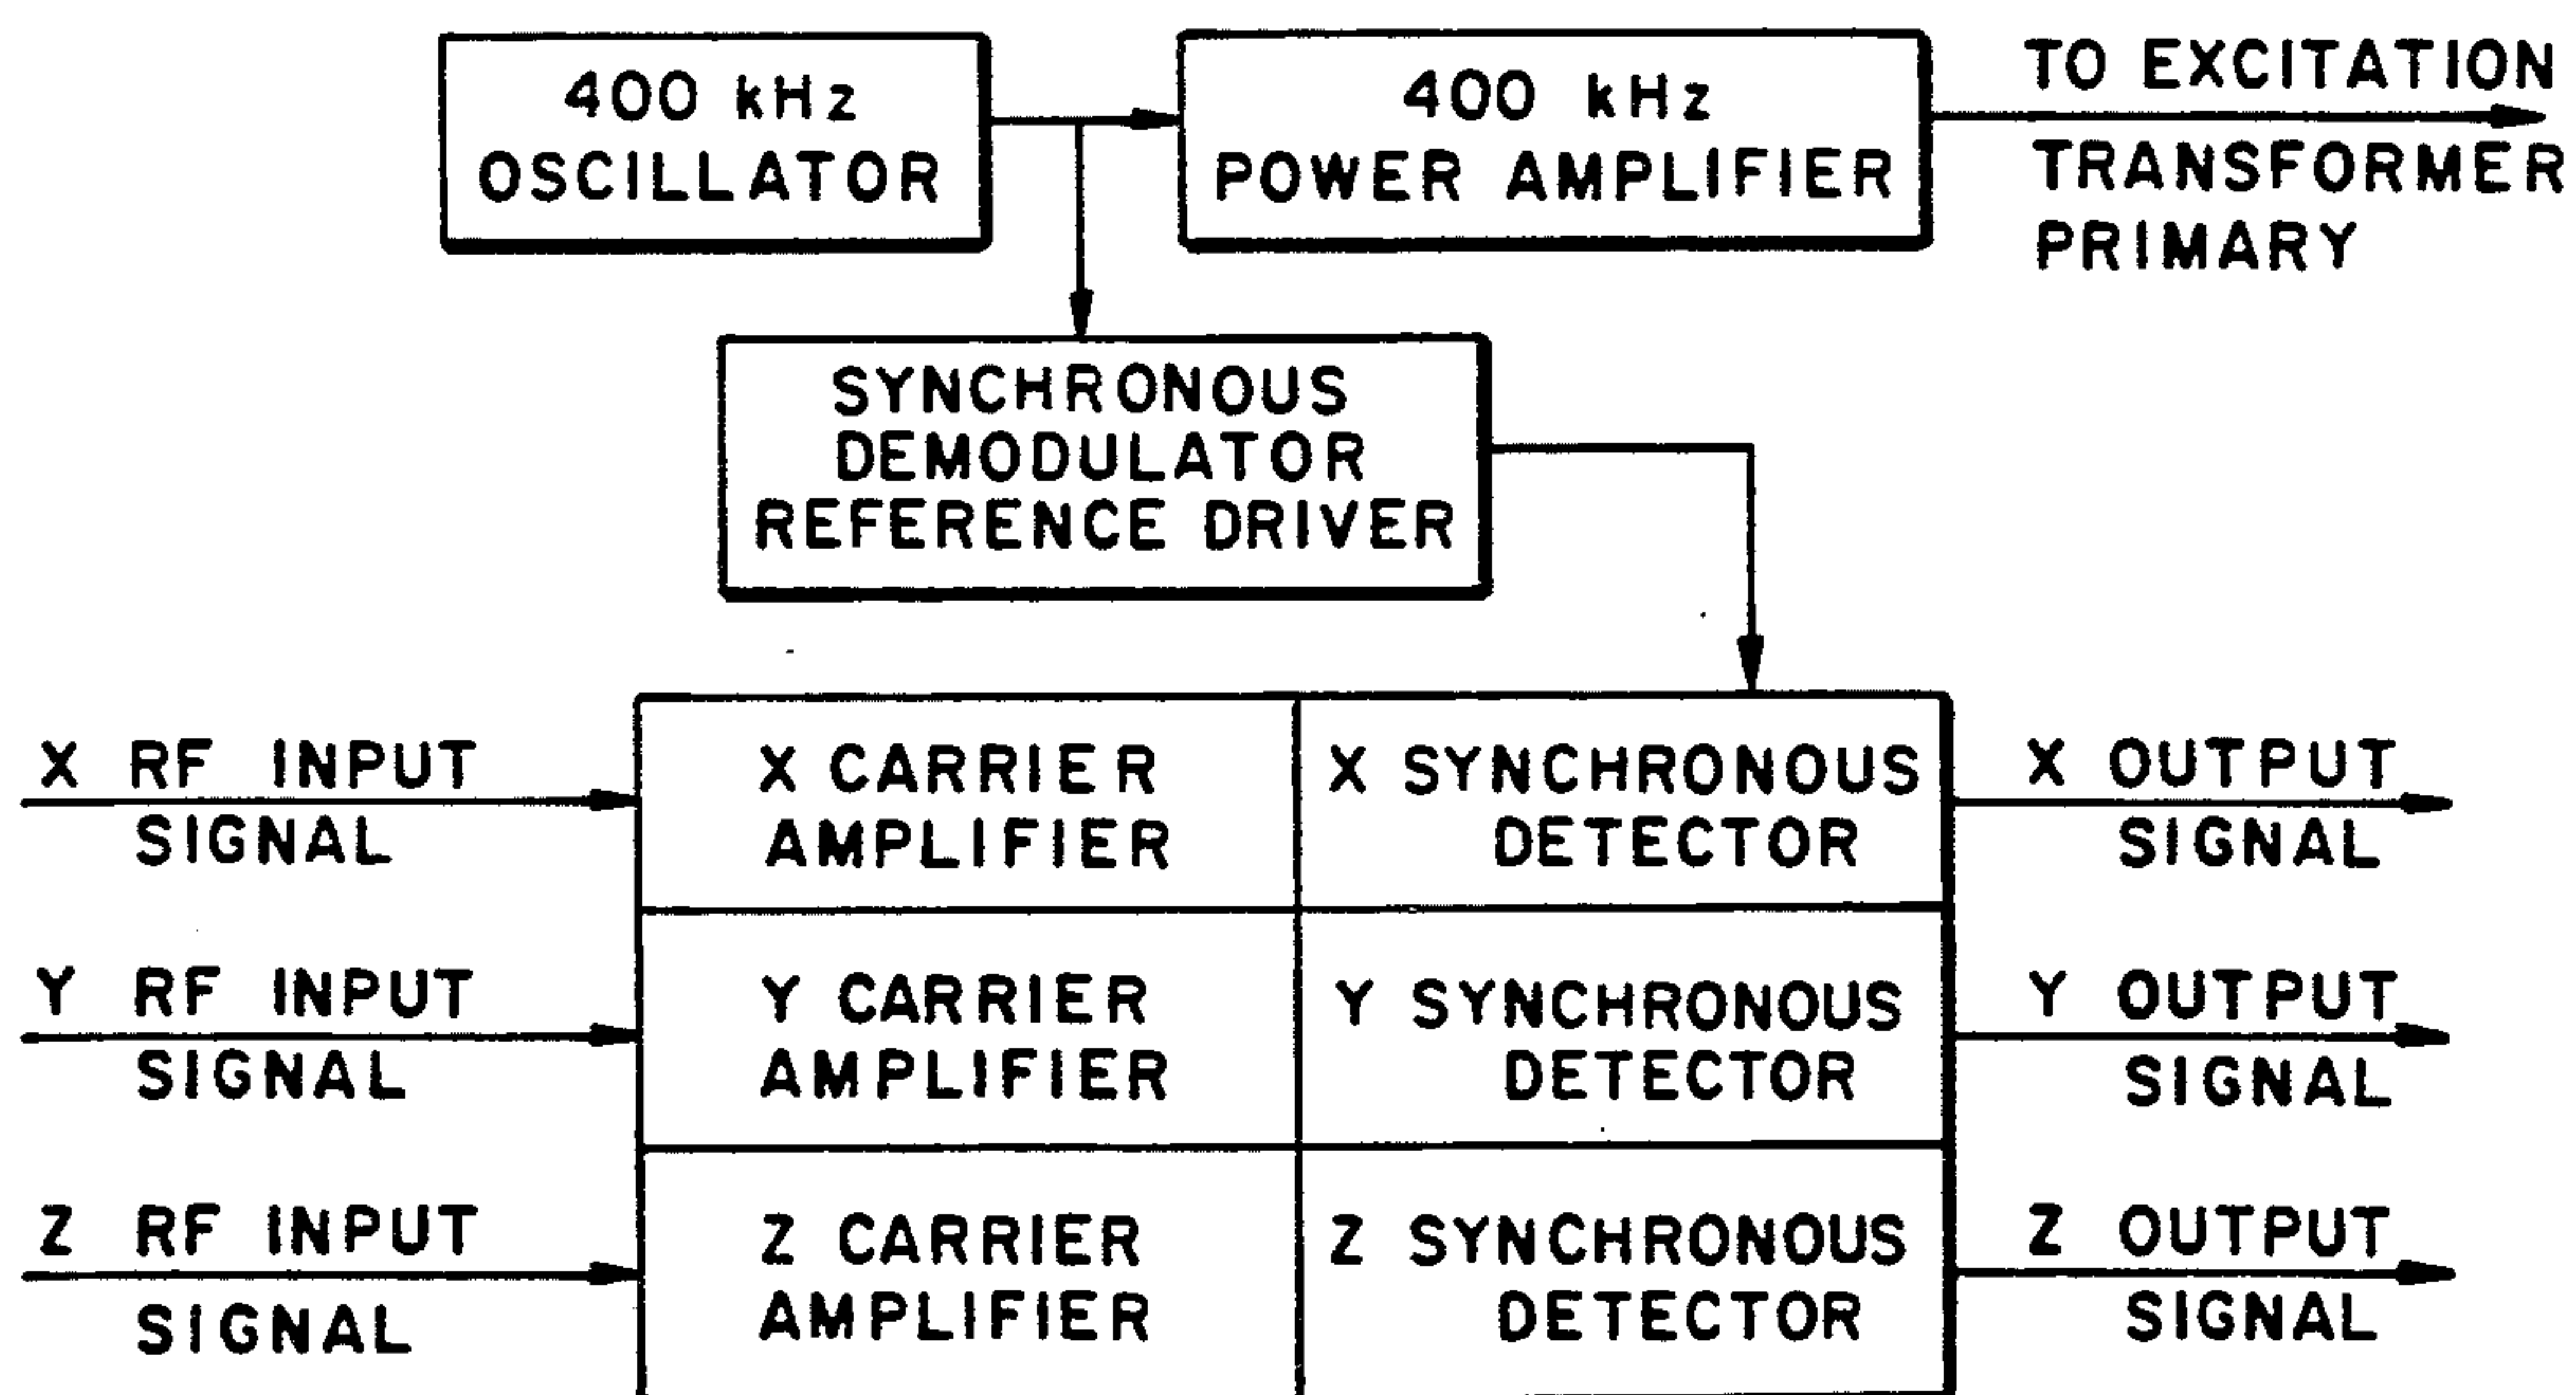 400 kHz
OSCILLATOR
400 kHz
POWER AMPLIFIER
TO EXCITATION
TRANSFORMER
PRIMARY
SYNCHRONOUS
DEMODULATOR
REFERENCE DRIVER
X RF INPUT
SIGNAL
X CARRIER
AMPLIFIER
X SYNCHRONOUS
DETECTOR
X OUTPUT
SIGNAL
Y RF INPUT
SIGNAL
Y CARRIER
AMPLIFIER
Y SYNCHRONOUS
DETECTOR
Y OUTPUT
SIGNAL
Z RF INPUT
SIGNAL
Z CARRIER
AMPLIFIER
Z SYNCHRONOUS
DETECTOR
Z OUTPUT
SIGNAL